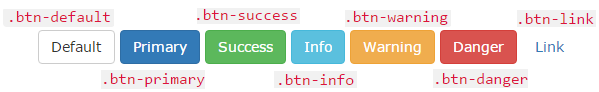 .btn-default .btn-success .btn-warning .btn-link
Default Primary Success Info Warning Danger Link
.btn-primary .btn-info .btn-danger